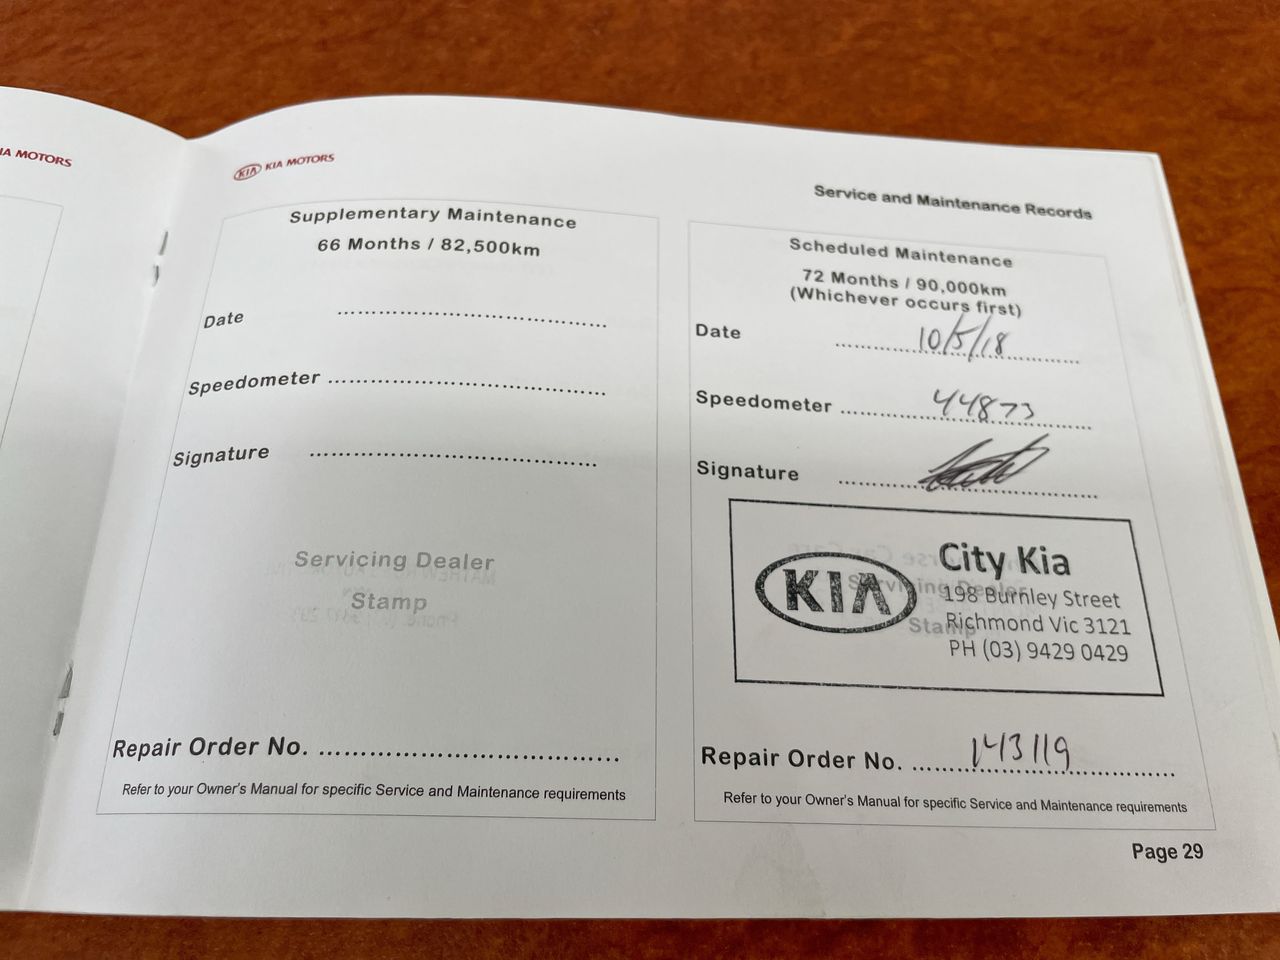 IA MOTORS
KIA KIA MOTORS
Service and Maintenance Records
Supplementary Maintenance
66 Months / 82,500km
Date ......................................
Speedometer ......................................
Signature ......................................
Servicing Dealer
Stamp
Repair Order No. ......................................
Refer to your Owner's Manual for specific Service and Maintenance requirements
Scheduled Maintenance
72 Months / 90,000km
(Whichever occurs first)
Date 10/5/18
Speedometer 44873
Signature
Servicing Dealer
Stamp
KIA
City Kia
198 Burnley Street
Richmond Vic 3121
PH (03) 9429 0429
Repair Order No. 143119
Refer to your Owner's Manual for specific Service and Maintenance requirements
Page 29